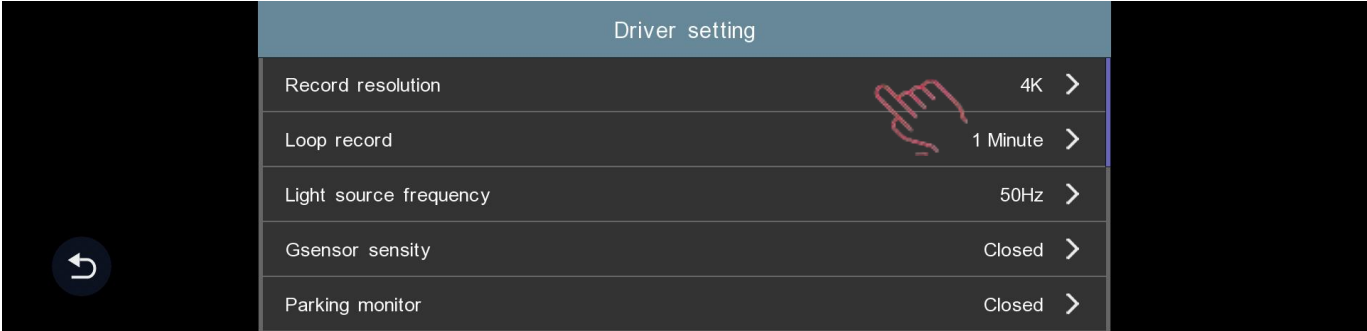 Driver setting
Record resolution 4K
Loop record 1 Minute
Light source frequency 50Hz
Gsensor sensity Closed
Parking monitor Closed